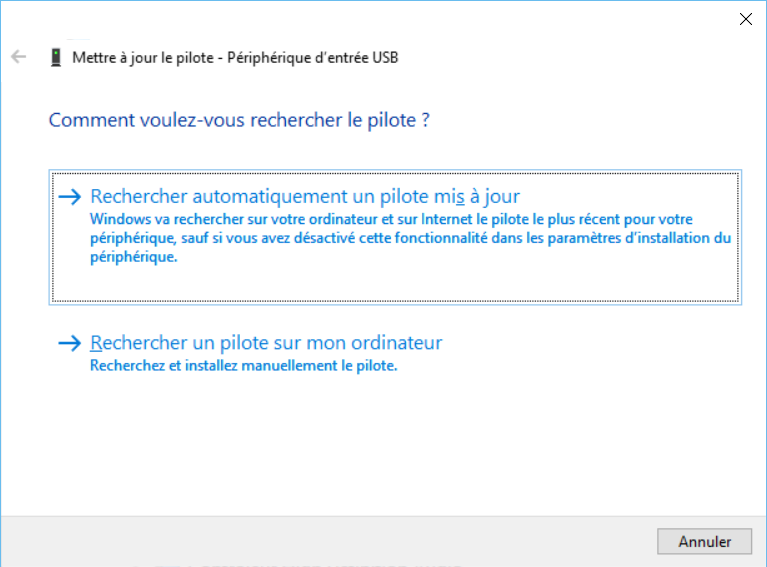 Mettre à jour le pilote - Périphérique d'entrée USB
Comment voulez-vous rechercher le pilote ?
Rechercher automatiquement un pilote mis à jour
Windows va rechercher sur votre ordinateur et sur Internet le pilote le plus récent pour votre
périphérique, sauf si vous avez désactivé cette fonctionnalité dans les paramètres d'installation du
périphérique.
Rechercher un pilote sur mon ordinateur
Recherchez et installez manuellement le pilote.
Annuler